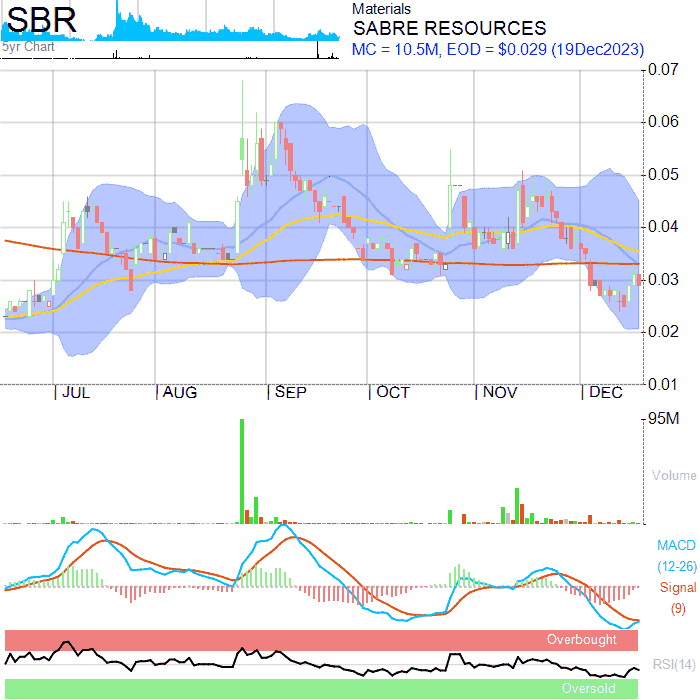 SBR
5yr Chart
Materials
SABRE RESOURCES
MC = 10.5M, EOD = $0.029 (19Dec2023)
0.07
0.06
0.05
0.04
0.03
0.02
0.01
JUL AUG SEP OCT NOV DEC
95M
Volume
MACD
(12-26)
Signal
(9)
Overbought
RSI(14)
Oversold